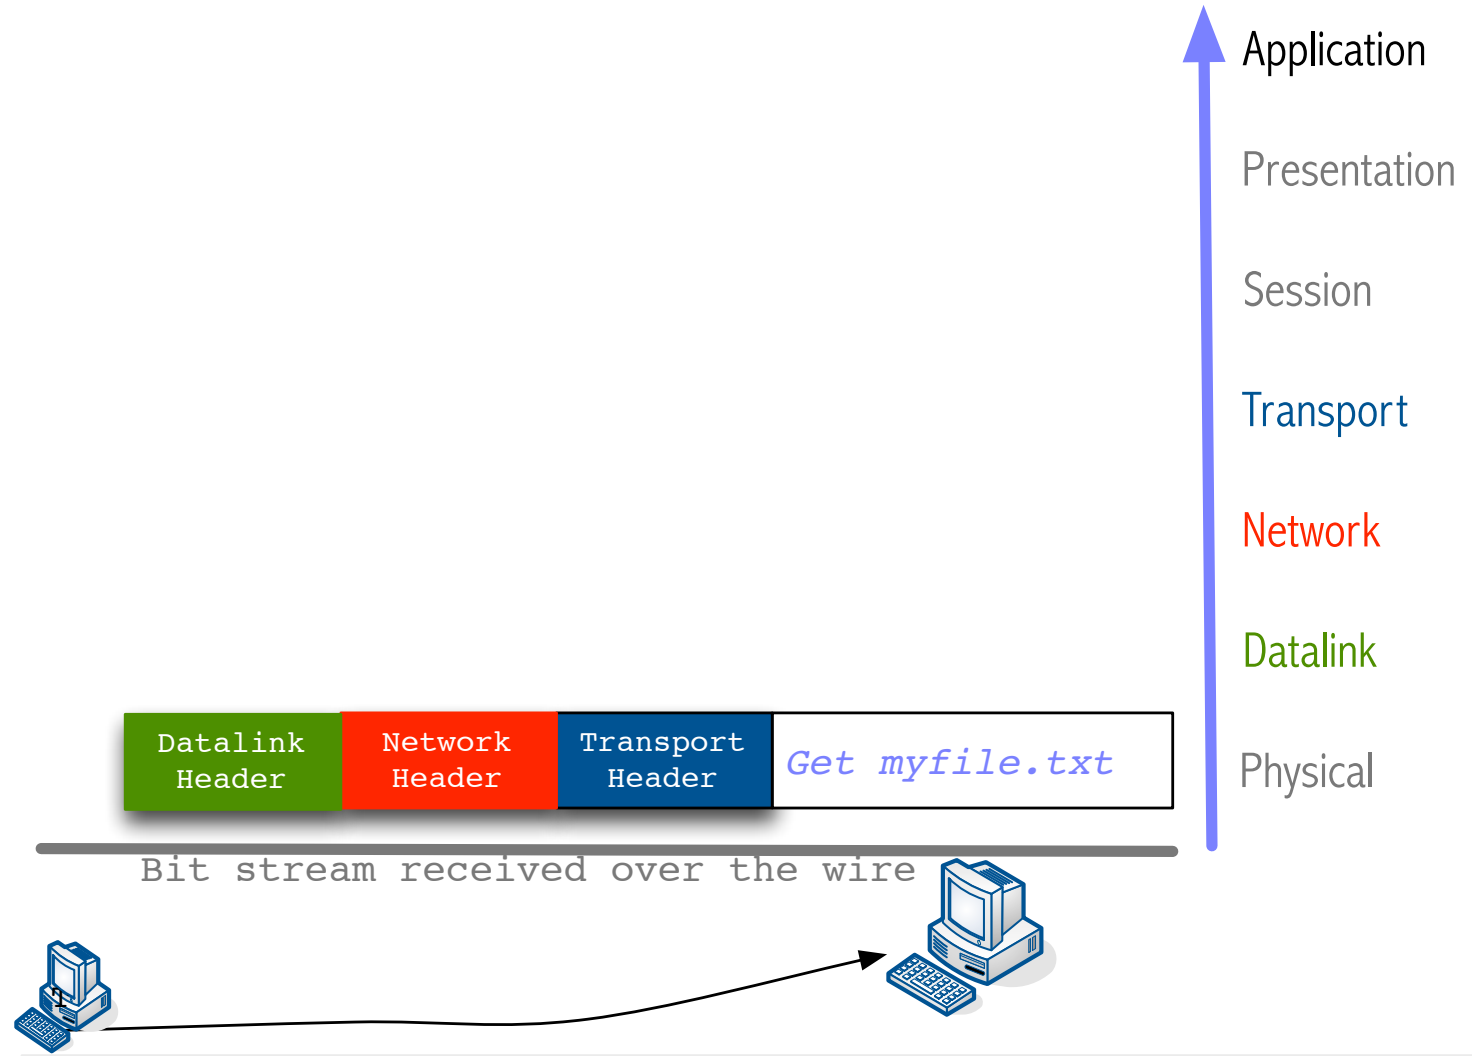 Application
Presentation
Session
Transport
Network
Datalink
Physical
Datalink
Header
Network
Header
Transport
Header
Get myfile.txt
Bit stream received over the wire
1